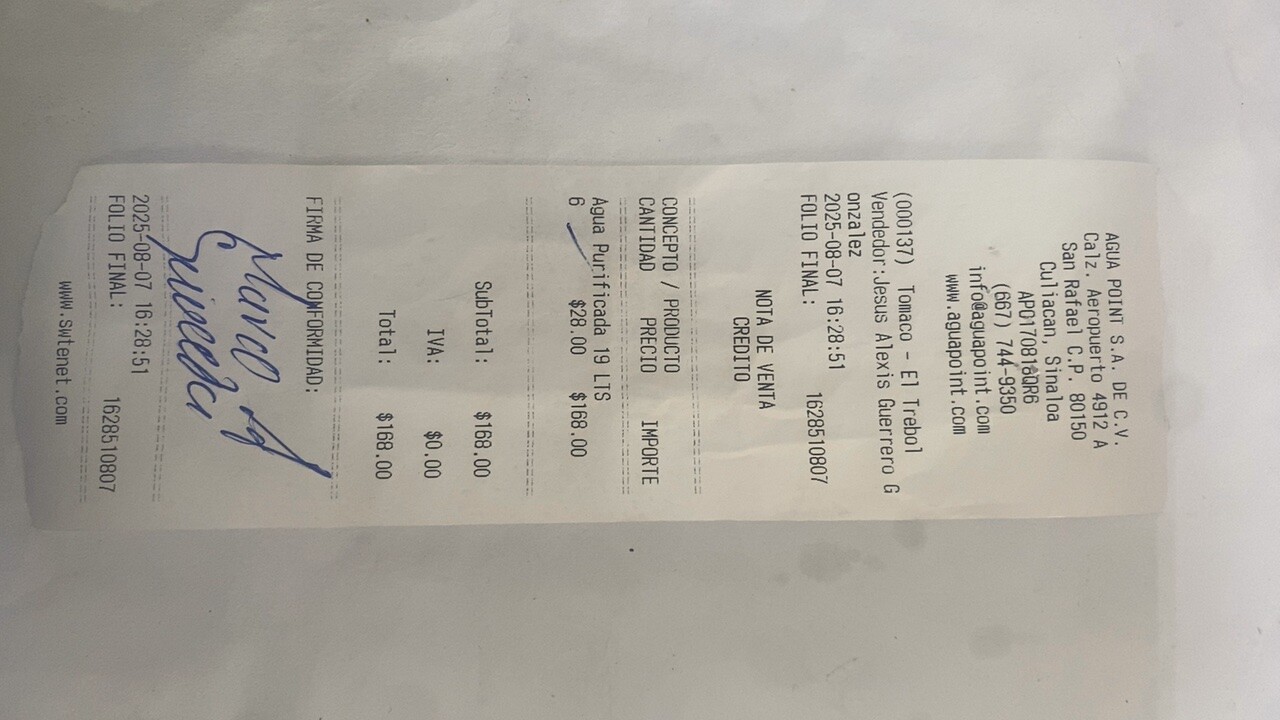 AGUA POINT S.A. DE C.V.
Calz. Aeropuerto 4912 A
San Rafael C.P. 80150
Culiacan, Sinaloa
(667) 744-9350
info@aguapoint.com
www.aguapoint.com
(000137) Tomaco - El Trebol
Vendedor:Jesus Alexis Guerrero G
onzalez
2025-08-07 16:28:51
FOLIO FINAL: 1628510807
NOTA DE VENTA
CREDITO
CONCEPTO / PRODUCTO
CANTIDAD PRECIO IMPORTE
Agua Purificada 19 LTS
6 $28.00 $168.00
SubTotal: $168.00
IVA: $0.00
Total: $168.00
FIRMA DE CONFORMIDAD:
2025-08-07 16:28:51
FOLIO FINAL: 1628510807
www.swtenet.com